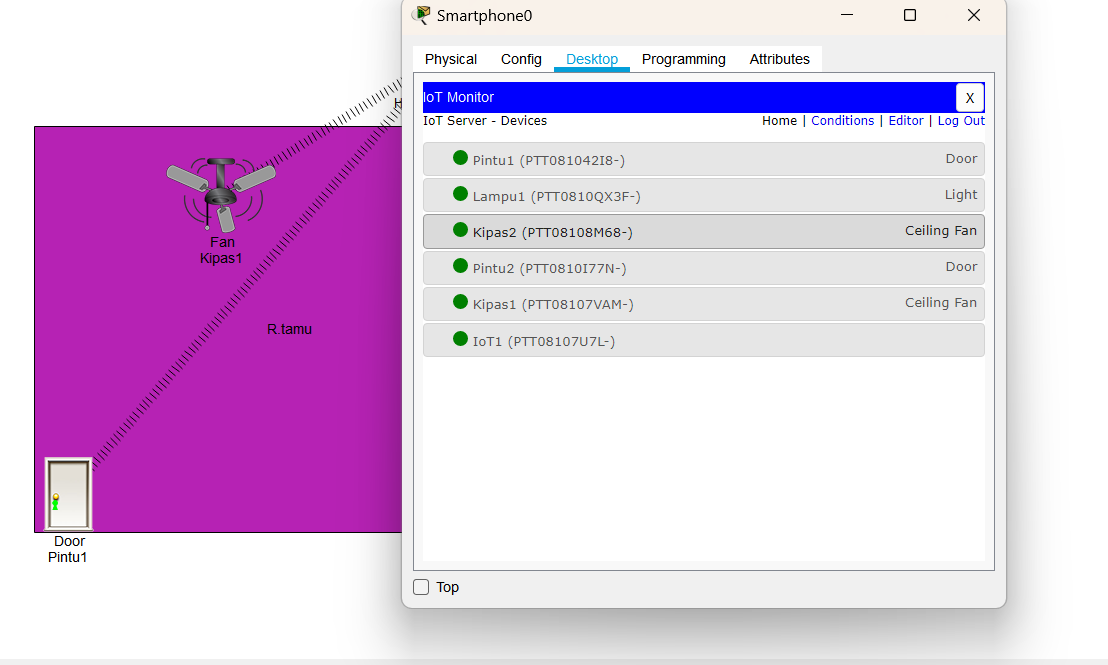 Smartphone0
Physical Config Desktop Programming Attributes
IoT Monitor X
IoT Server - Devices Home | Conditions | Editor | Log Out
Pintu1 (PTT081042I8-) Door
Lampu1 (PTT0810QX3F-) Light
Kipas2 (PTT08108M68-) Ceiling Fan
Pintu2 (PTT0810I77N-) Door
Kipas1 (PTT08107VAM-) Ceiling Fan
IoT1 (PTT08107U7L-)
Top
H
Fan
Kipas1
R.tamu
Door
Pintu1